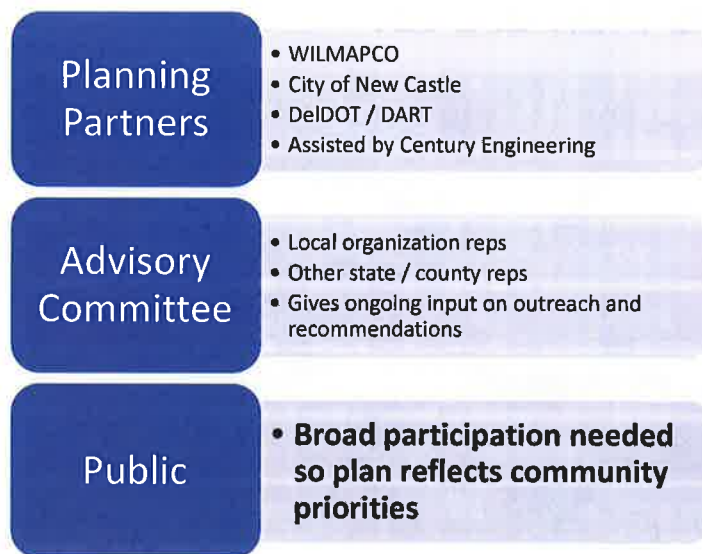 Planning
Partners
• WILMAPCO
• City of New Castle
• DelDOT / DART
• Assisted by Century Engineering
Advisory
Committee
• Local organization reps
• Other state / county reps
• Gives ongoing input on outreach and
recommendations
Public
• Broad participation needed
so plan reflects community
priorities